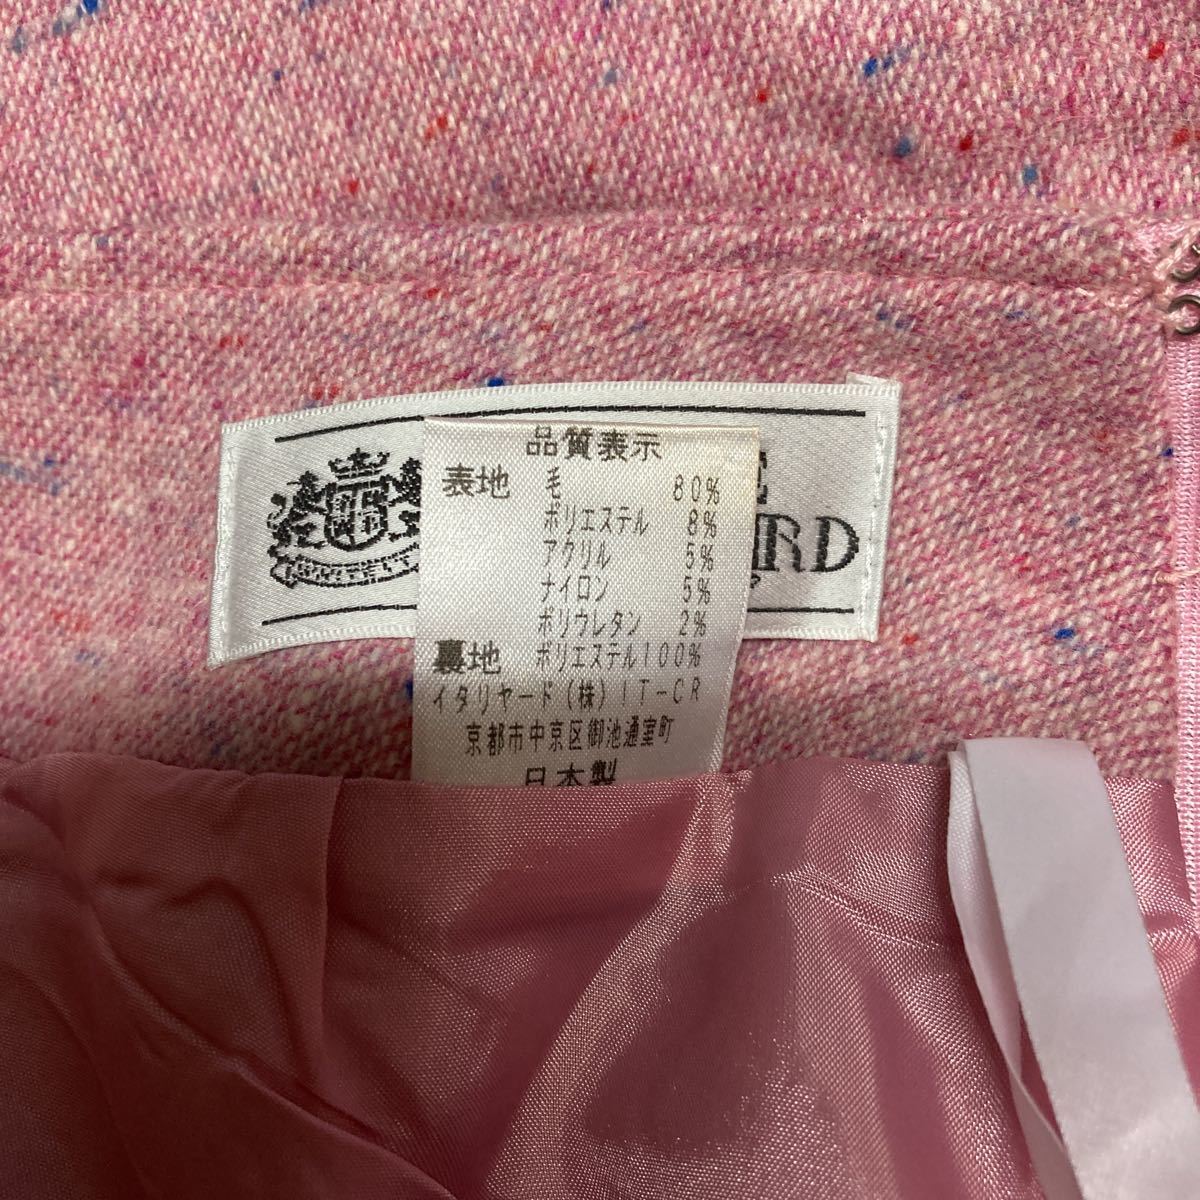 品質表示
表地 毛 80%
ポリエステル 8%
アクリル 5%
ナイロン 5%
ポリウレタン 2%
裏地 ポリエステル100%
イタリヤード(株)IT-CR
京都市中京区御池通室町
日本製
E
RD